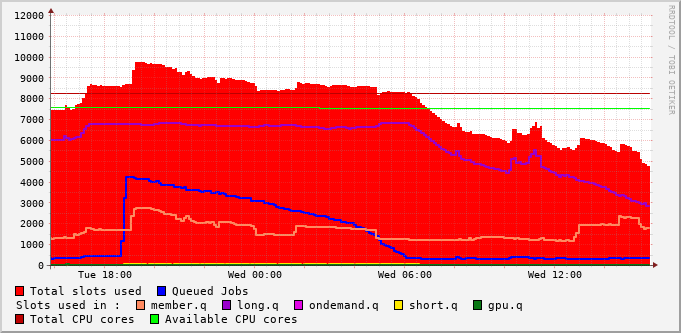 RRDTOOL / TOBI OETIKER
12000
11000
10000
9000
8000
7000
6000
5000
4000
3000
2000
1000
0
Tue 18:00 Wed 00:00 Wed 06:00 Wed 12:00
Total slots used Queued Jobs
Slots used in : member.q long.q ondemand.q short.q gpu.q
Total CPU cores Available CPU cores